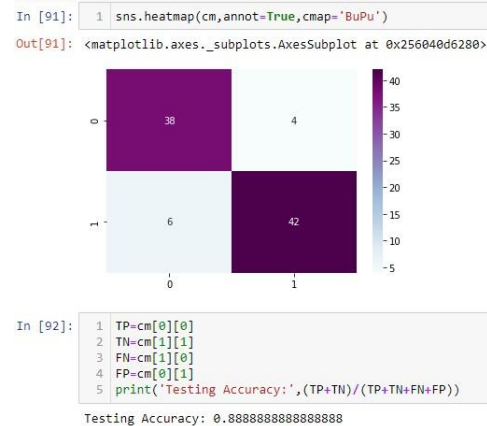 In [91]: 1 sns.heatmap(cm,annot=True,cmap='BuPu')
Out[91]: <matplotlib.axes._subplots.AxesSubplot at 0x256040d6280>
40
35
0 38 4
30
25
20
15
1 6 42
10
5
0 1
In [92]: 1 TP=cm[0][0]
2 TN=cm[1][1]
3 FN=cm[1][0]
4 FP=cm[0][1]
5 print('Testing Accuracy:',(TP+TN)/(TP+TN+FN+FP))
Testing Accuracy: 0.8888888888888888